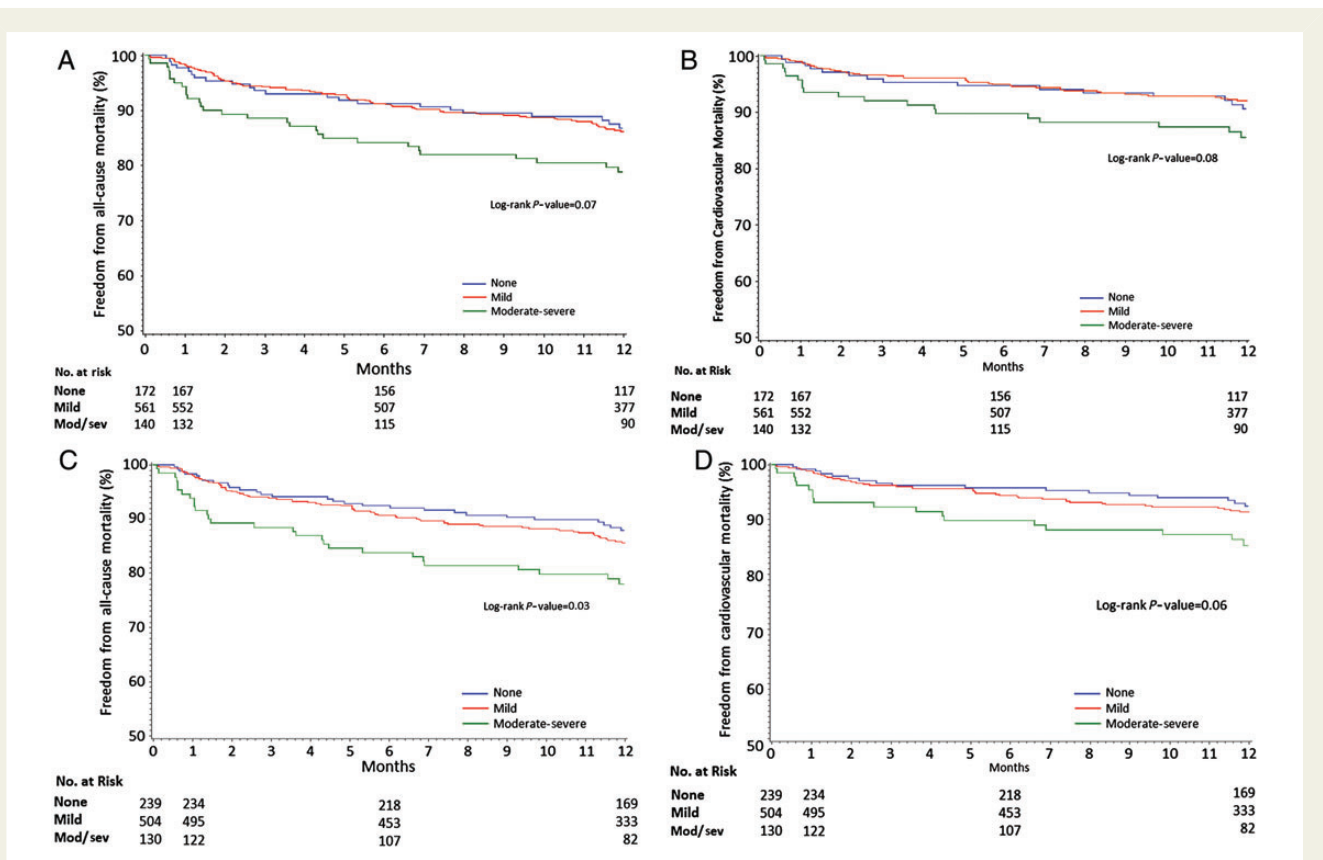 A
Freedom from all-cause mortality (%)
100
90
80
70
60
50
Log-rank P-value=0.07
None
Mild
Moderate-severe
0 1 2 3 4 5 6 7 8 9 10 11 12
Months
No. at risk
None 172 167 156 117
Mild 561 552 507 377
Mod/sev 140 132 115 90
B
Freedom from Cardiovascular Mortality (%)
100
90
80
70
60
50
Log-rank P-value=0.08
None
Mild
Moderate-severe
0 1 2 3 4 5 6 7 8 9 10 11 12
Months
No. at Risk
None 172 167 156 117
Mild 561 552 507 377
Mod/sev 140 132 115 90
C
Freedom from all-cause mortality (%)
100
90
80
70
60
50
Log-rank P-value=0.03
None
Mild
Moderate-severe
0 1 2 3 4 5 6 7 8 9 10 11 12
Months
No. at Risk
None 239 234 218 169
Mild 504 495 453 333
Mod/sev 130 122 107 82
D
Freedom from cardiovascular mortality (%)
100
90
80
70
60
50
Log-rank P-value=0.06
None
Mild
Moderate-severe
0 1 2 3 4 5 6 7 8 9 10 11 12
Months
No. at Risk
None 239 234 218 169
Mild 504 495 453 333
Mod/sev 130 122 107 82